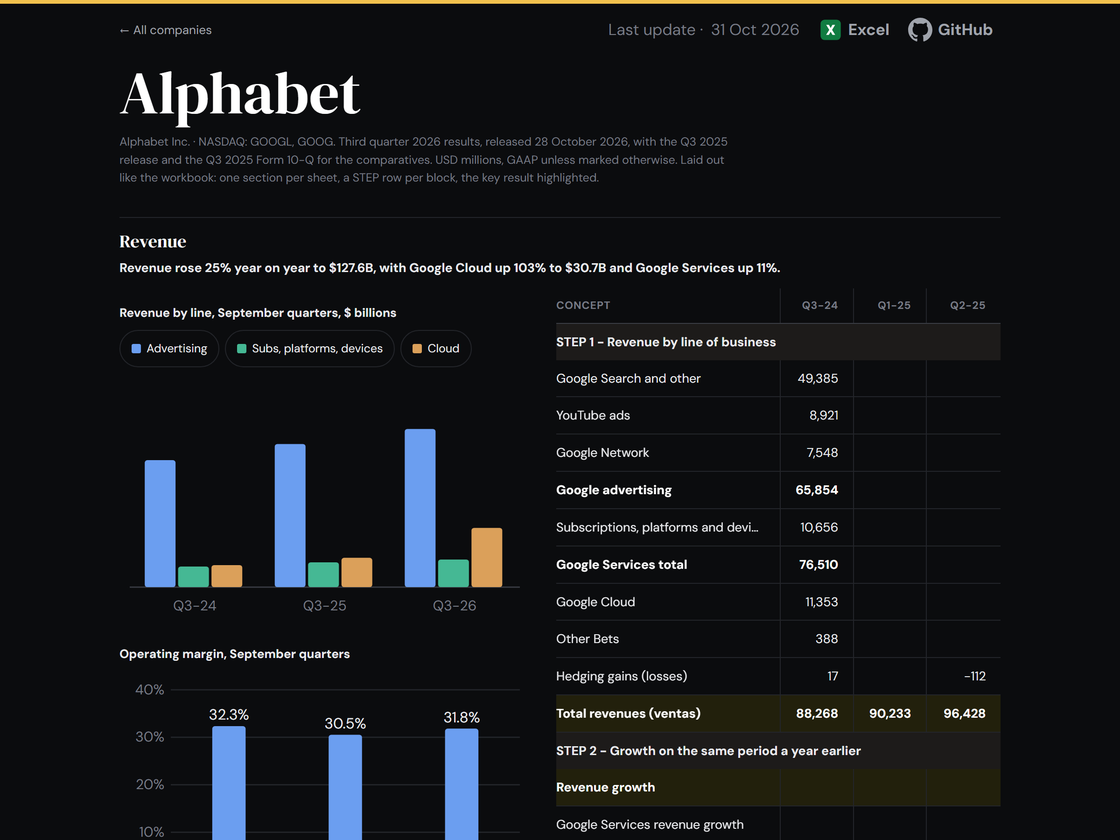 ← All companies
Last update · 31 Oct 2026
X Excel
GitHub
Alphabet
Alphabet Inc. · NASDAQ: GOOGL, GOOG. Third quarter 2026 results, released 28 October 2026, with the Q3 2025
release and the Q3 2025 Form 10-Q for the comparatives. USD millions, GAAP unless marked otherwise. Laid out
like the workbook: one section per sheet, a STEP row per block, the key result highlighted.
Revenue
Revenue rose 25% year on year to $127.6B, with Google Cloud up 103% to $30.7B and Google Services up 11%.
Revenue by line, September quarters, $ billions
Advertising
Subs, platforms, devices
Cloud
Q3-24
Q3-25
Q3-26
Operating margin, September quarters
40%
30%
20%
10%
32.3%
30.5%
31.8%
CONCEPT Q3-24 Q1-25 Q2-25
STEP 1 - Revenue by line of business
Google Search and other 49,385
YouTube ads 8,921
Google Network 7,548
Google advertising 65,854
Subscriptions, platforms and devi... 10,656
Google Services total 76,510
Google Cloud 11,353
Other Bets 388
Hedging gains (losses) 17 -112
Total revenues (ventas) 88,268 90,233 96,428
STEP 2 - Growth on the same period a year earlier
Revenue growth
Google Services revenue growth